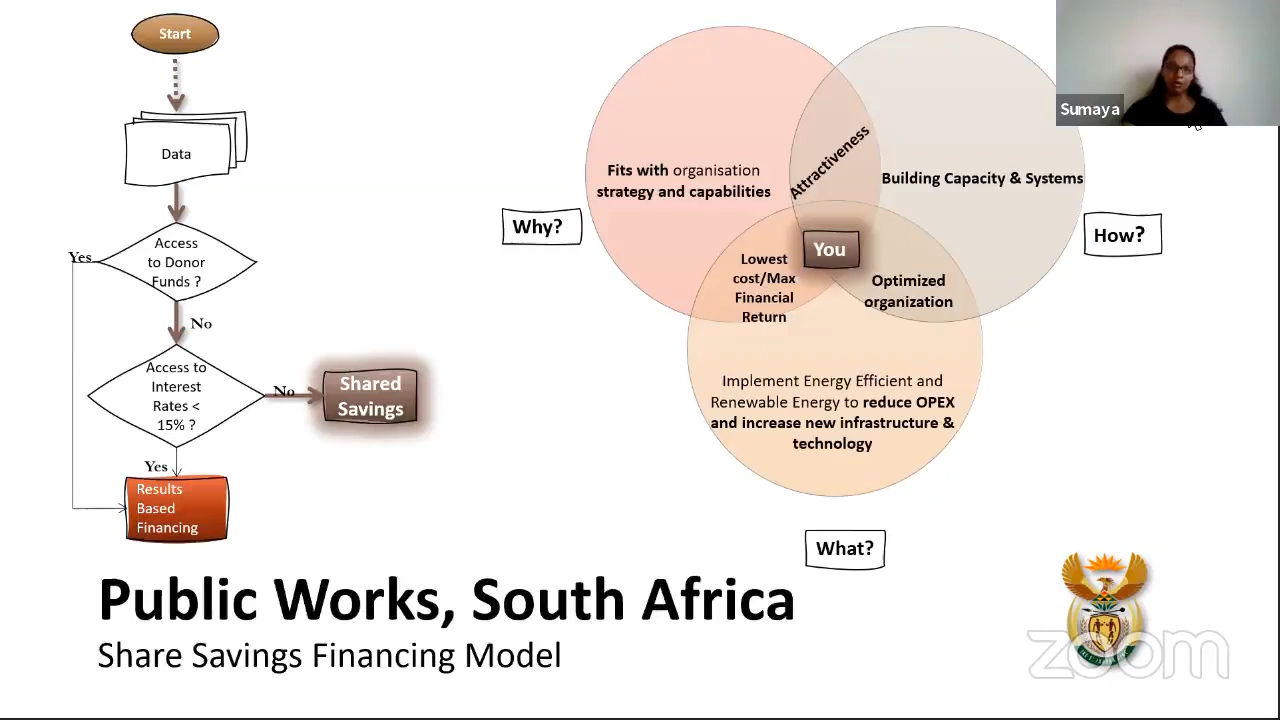 Start
Data
Access
to Donor
Funds ?
Yes
No
Access to
Interest
Rates <
15% ?
No
Shared
Savings
Yes
Results
Based
Financing
Fits with organisation
strategy and capabilities
Attractiveness
Building Capacity & Systems
Why?
How?
You
Lowest
cost/Max
Financial
Return
Optimized
organization
Implement Energy Efficient and
Renewable Energy to reduce OPEX
and increase new infrastructure &
technology
What?
Sumaya
Public Works, South Africa
Share Savings Financing Model
zoom